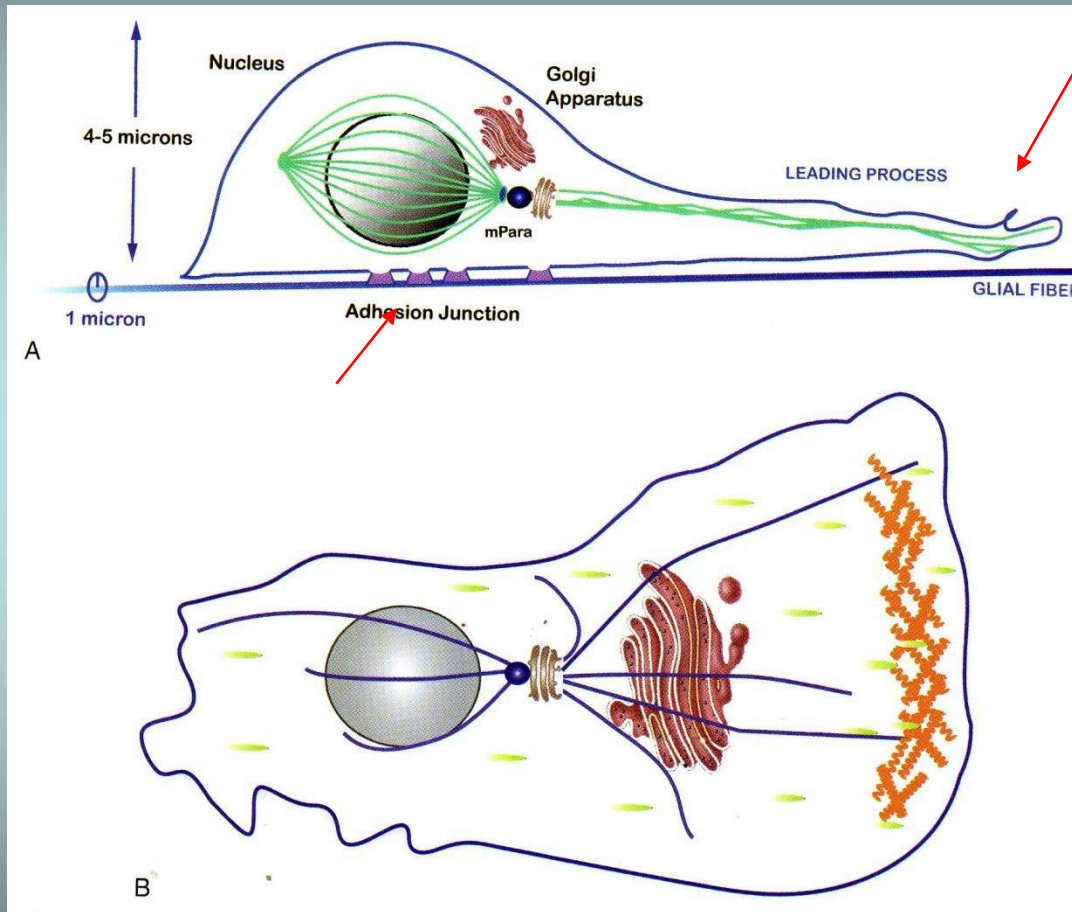 Nucleus
Golgi
Apparatus
4-5 microns
LEADING PROCESS
mPara
GLIAL FIBER
1 micron
Adhesion Junction
A
B